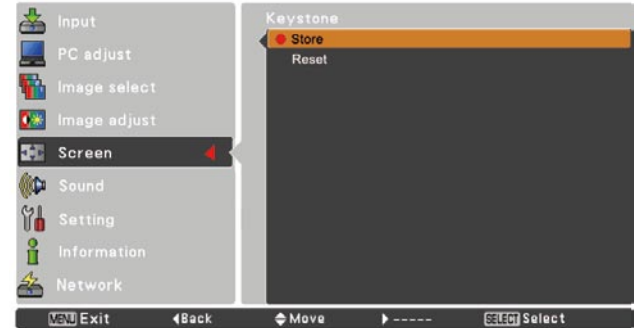 Input
PC adjust
Image select
Image adjust
Screen
Sound
Setting
Information
Network
Keystone
Store
Reset
MENU Exit ◀Back Move ▶ ----- SELECT Select